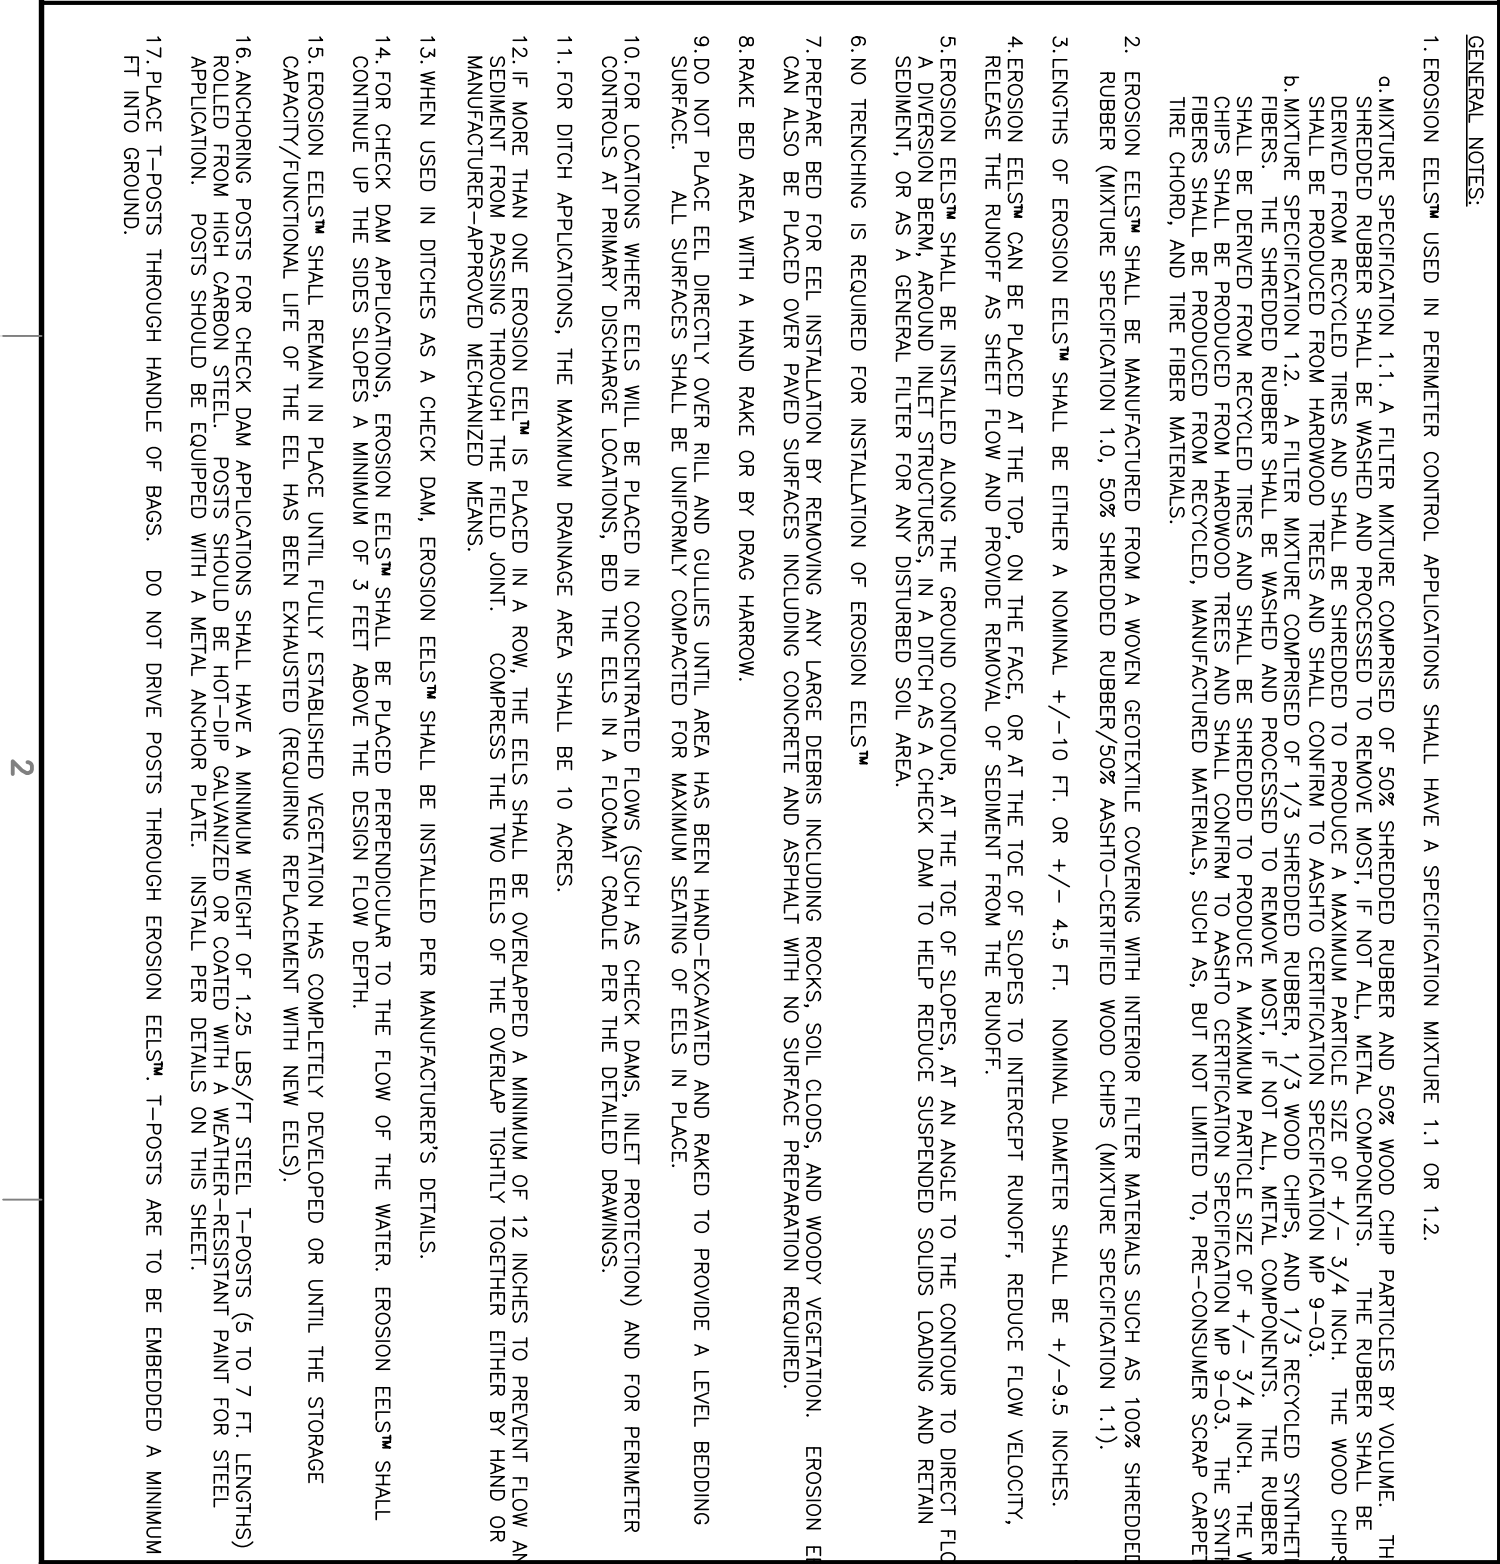 GENERAL NOTES:
1. EROSION EELS™ USED IN PERIMETER CONTROL APPLICATIONS SHALL HAVE A SPECIFICATION MIXTURE 1.1 OR 1.2.
a. MIXTURE SPECIFICATION 1.1. A FILTER MIXTURE COMPRISED OF 50% SHREDDED RUBBER AND 50% WOOD CHIP PARTICLES BY VOLUME. TH
SHREDDED RUBBER SHALL BE WASHED AND PROCESSED TO REMOVE MOST, IF NOT ALL, METAL COMPONENTS. THE RUBBER SHALL BE
DERIVED FROM RECYCLED TIRES AND SHALL BE SHREDDED TO PRODUCE A MAXIMUM PARTICLE SIZE OF +/- 3/4 INCH. THE WOOD CHIPS
SHALL BE PRODUCED FROM HARDWOOD TREES AND SHALL CONFIRM TO AASHTO CERTIFICATION SPECIFICATION MP 9-03.
b. MIXTURE SPECIFICATION 1.2. A FILTER MIXTURE COMPRISED OF 1/3 SHREDDED RUBBER, 1/3 WOOD CHIPS, AND 1/3 RECYCLED SYNTHET
FIBERS. THE SHREDDED RUBBER SHALL BE WASHED AND PROCESSED TO REMOVE MOST, IF NOT ALL, METAL COMPONENTS. THE RUBBER
SHALL BE DERIVED FROM RECYCLED TIRES AND SHALL BE SHREDDED TO PRODUCE A MAXIMUM PARTICLE SIZE OF +/- 3/4 INCH. THE W
CHIPS SHALL BE PRODUCED FROM HARDWOOD TREES AND SHALL CONFIRM TO AASHTO CERTIFICATION SPECIFICATION MP 9-03. THE SYNT
FIBERS SHALL BE PRODUCED FROM RECYCLED, MANUFACTURED MATERIALS, SUCH AS, BUT NOT LIMITED TO, PRE-CONSUMER SCRAP CARPET
TIRE CHORD, AND TIRE FIBER MATERIALS.
2. EROSION EELS™ SHALL BE MANUFACTURED FROM A WOVEN GEOTEXTILE COVERING WITH INTERIOR FILTER MATERIALS SUCH AS 100% SHREDDED
RUBBER (MIXTURE SPECIFICATION 1.0, 50% SHREDDED RUBBER/50% AASHTO-CERTIFIED WOOD CHIPS (MIXTURE SPECIFICATION 1.1).
3. LENGTHS OF EROSION EELS™ SHALL BE EITHER A NOMINAL +/-10 FT. OR +/- 4.5 FT. NOMINAL DIAMETER SHALL BE +/-9.5 INCHES.
4. EROSION EELS™ CAN BE PLACED AT THE TOP, ON THE FACE, OR AT THE TOE OF SLOPES TO INTERCEPT RUNOFF, REDUCE FLOW VELOCITY,
RELEASE THE RUNOFF AS SHEET FLOW AND PROVIDE REMOVAL OF SEDIMENT FROM THE RUNOFF.
5. EROSION EELS™ SHALL BE INSTALLED ALONG THE GROUND CONTOUR, AT THE TOE OF SLOPES, AT AN ANGLE TO THE CONTOUR TO DIRECT FLO
A DIVERSION BERM, AROUND INLET STRUCTURES, IN A DITCH AS A CHECK DAM TO HELP REDUCE SUSPENDED SOLIDS LOADING AND RETAIN
SEDIMENT, OR AS A GENERAL FILTER FOR ANY DISTURBED SOIL AREA.
6. NO TRENCHING IS REQUIRED FOR INSTALLATION OF EROSION EELS™
7. PREPARE BED FOR EEL INSTALLATION BY REMOVING ANY LARGE DEBRIS INCLUDING ROCKS, SOIL CLODS, AND WOODY VEGETATION. EROSION EE
CAN ALSO BE PLACED OVER PAVED SURFACES INCLUDING CONCRETE AND ASPHALT WITH NO SURFACE PREPARATION REQUIRED.
8. RAKE BED AREA WITH A HAND RAKE OR BY DRAG HARROW.
9. DO NOT PLACE EEL DIRECTLY OVER RILL AND GULLIES UNTIL AREA HAS BEEN HAND-EXCAVATED AND RAKED TO PROVIDE A LEVEL BEDDING
SURFACE. ALL SURFACES SHALL BE UNIFORMLY COMPACTED FOR MAXIMUM SEATING OF EELS IN PLACE.
10. FOR LOCATIONS WHERE EELS WILL BE PLACED IN CONCENTRATED FLOWS (SUCH AS CHECK DAMS, INLET PROTECTION) AND FOR PERIMETER
CONTROLS AT PRIMARY DISCHARGE LOCATIONS, BED THE EELS IN A FLOCMAT CRADLE PER THE DETAILED DRAWINGS.
11. FOR DITCH APPLICATIONS, THE MAXIMUM DRAINAGE AREA SHALL BE 10 ACRES.
12. IF MORE THAN ONE EROSION EEL™ IS PLACED IN A ROW, THE EELS SHALL BE OVERLAPPED A MINIMUM OF 12 INCHES TO PREVENT FLOW AN
SEDIMENT FROM PASSING THROUGH THE FIELD JOINT. COMPRESS THE TWO EELS OF THE OVERLAP TIGHTLY TOGETHER EITHER BY HAND OR
MANUFACTURER-APPROVED MECHANIZED MEANS.
13. WHEN USED IN DITCHES AS A CHECK DAM, EROSION EELS™ SHALL BE INSTALLED PER MANUFACTURER'S DETAILS.
14. FOR CHECK DAM APPLICATIONS, EROSION EELS™ SHALL BE PLACED PERPENDICULAR TO THE FLOW OF THE WATER. EROSION EELS™ SHALL
CONTINUE UP THE SIDES SLOPES A MINIMUM OF 3 FEET ABOVE THE DESIGN FLOW DEPTH.
15. EROSION EELS™ SHALL REMAIN IN PLACE UNTIL FULLY ESTABLISHED VEGETATION HAS COMPLETELY DEVELOPED OR UNTIL THE STORAGE
CAPACITY/FUNCTIONAL LIFE OF THE EEL HAS BEEN EXHAUSTED (REQUIRING REPLACEMENT WITH NEW EELS).
16. ANCHORING POSTS FOR CHECK DAM APPLICATIONS SHALL HAVE A MINIMUM WEIGHT OF 1.25 LBS/FT STEEL T-POSTS (5 TO 7 FT. LENGTHS)
ROLLED FROM HIGH CARBON STEEL. POSTS SHOULD BE HOT-DIP GALVANIZED OR COATED WITH A WEATHER-RESISTANT PAINT FOR STEEL
APPLICATION. POSTS SHOULD BE EQUIPPED WITH A METAL ANCHOR PLATE. INSTALL PER DETAILS ON THIS SHEET.
17. PLACE T-POSTS THROUGH HANDLE OF BAGS. DO NOT DRIVE POSTS THROUGH EROSION EELS™. T-POSTS ARE TO BE EMBEDDED A MINIMUM
FT INTO GROUND.
2